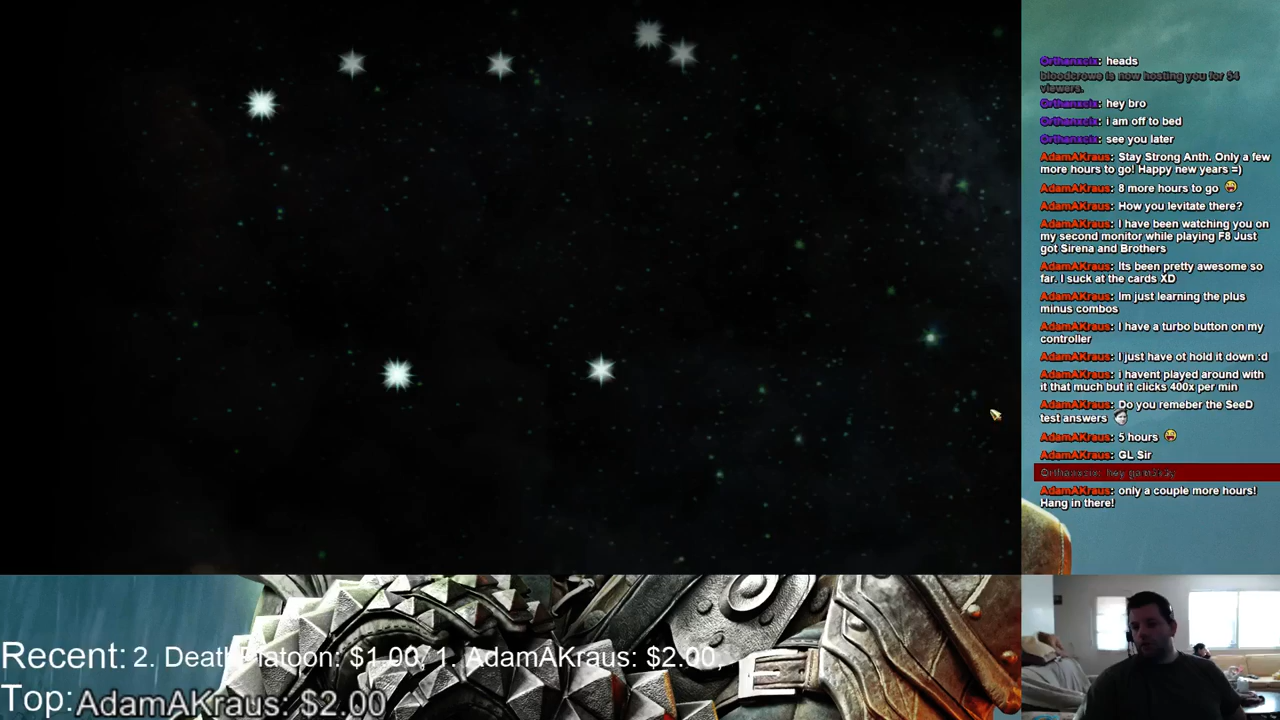 Orthanxcix: heads
bloodcrowe is now hosting you for 54
viewers.
Orthanxcix: hey bro
Orthanxcix: i am off to bed
Orthanxcix: see you later
AdamAKraus: Stay Strong Anth. Only a few
more hours to go! Happy new years =)
AdamAKraus: 8 more hours to go
AdamAKraus: How you levitate there?
AdamAKraus: I have been watching you on
my second monitor while playing F8 Just
got Sirena and Brothers
AdamAKraus: Its been pretty awesome so
far. I suck at the cards XD
AdamAKraus: Im just learning the plus
minus combos
AdamAKraus: I have a turbo button on my
controller
AdamAKraus: I just have ot hold it down :d
AdamAKraus: i havent played around with
it that much but it clicks 400x per min
AdamAKraus: Do you remeber the SeeD
test answers
AdamAKraus: 5 hours
AdamAKraus: GL Sir
Orthanxcix: hey
AdamAKraus: only a couple more hours!
Hang in there!
Recent: 2. DeathPlatoon: $1.00, 1. AdamAKraus: $2.00,
Top: AdamAKraus: $2.00